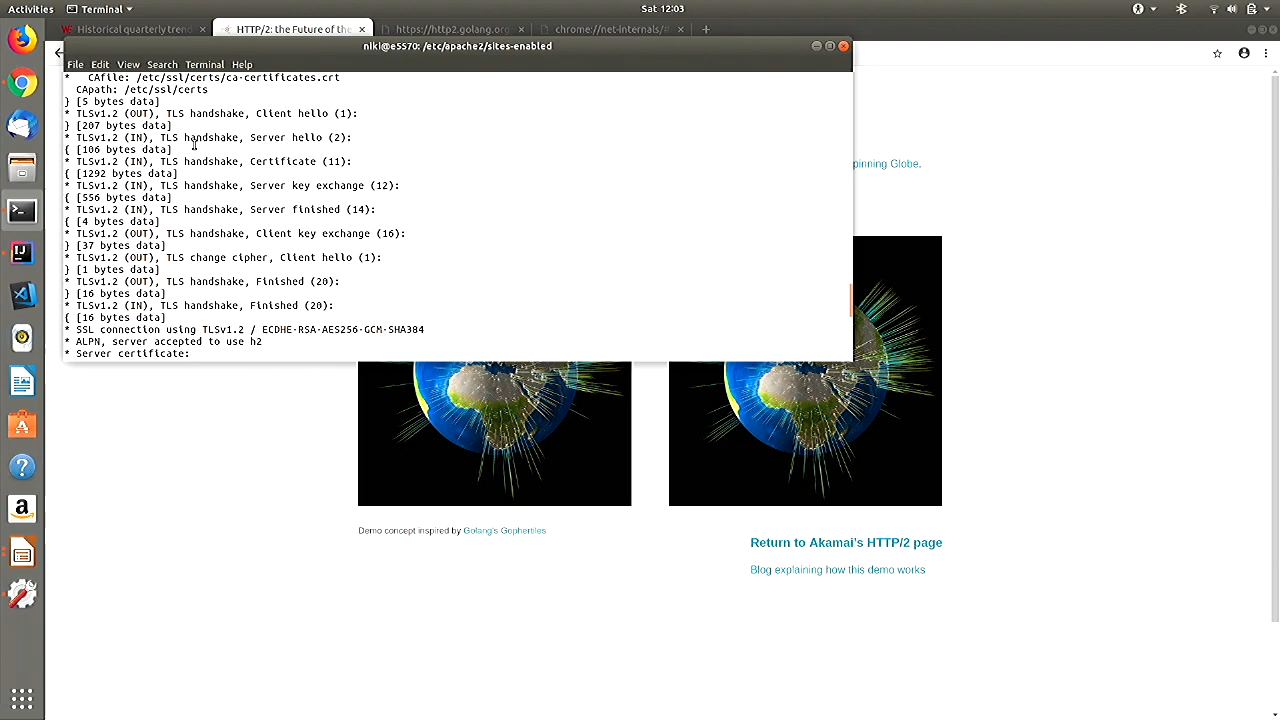 Activities
Terminal
Sat 12:03
Historical quarterly tren
HTTP/2: the Future of the
https://http2.golang.org
chrome://net-internals/#
niki@e5570: /etc/apache2/sites-enabled
File Edit View Search Terminal Help
* CAfile: /etc/ssl/certs/ca-certificates.crt
CApath: /etc/ssl/certs
} [5 bytes data]
* TLSv1.2 (OUT), TLS handshake, Client hello (1):
} [207 bytes data]
* TLSv1.2 (IN), TLS handshake, Server hello (2):
{ [106 bytes data]
* TLSv1.2 (IN), TLS handshake, Certificate (11):
{ [1292 bytes data]
* TLSv1.2 (IN), TLS handshake, Server key exchange (12):
{ [556 bytes data]
* TLSv1.2 (IN), TLS handshake, Server finished (14):
{ [4 bytes data]
* TLSv1.2 (OUT), TLS handshake, Client key exchange (16):
} [37 bytes data]
* TLSv1.2 (OUT), TLS change cipher, Client hello (1):
} [1 bytes data]
* TLSv1.2 (OUT), TLS handshake, Finished (20):
} [16 bytes data]
* TLSv1.2 (IN), TLS handshake, Finished (20):
{ [16 bytes data]
* SSL connection using TLSv1.2 / ECDHE-RSA-AES256-GCM-SHA384
* ALPN, server accepted to use h2
* Server certificate:
pinning Globe.
Demo concept inspired by Golang's Gophertiles
Return to Akamai's HTTP/2 page
Blog explaining how this demo works